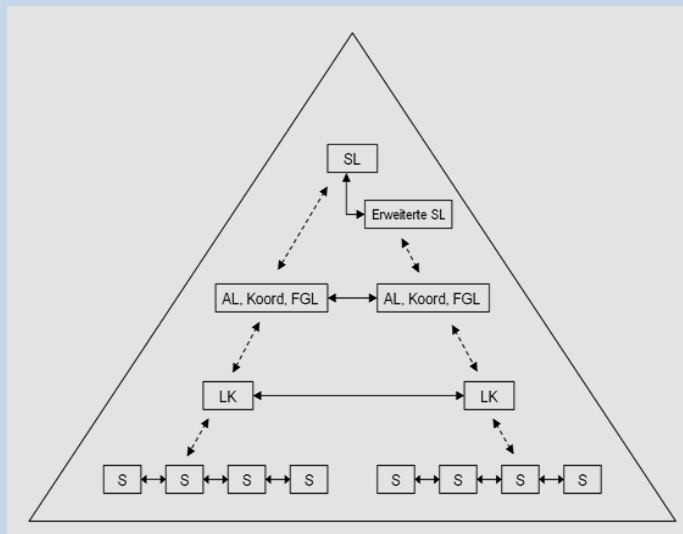 SL
Erweiterte SL
AL, Koord, FGL AL, Koord, FGL
LK LK
S S S S S S S S